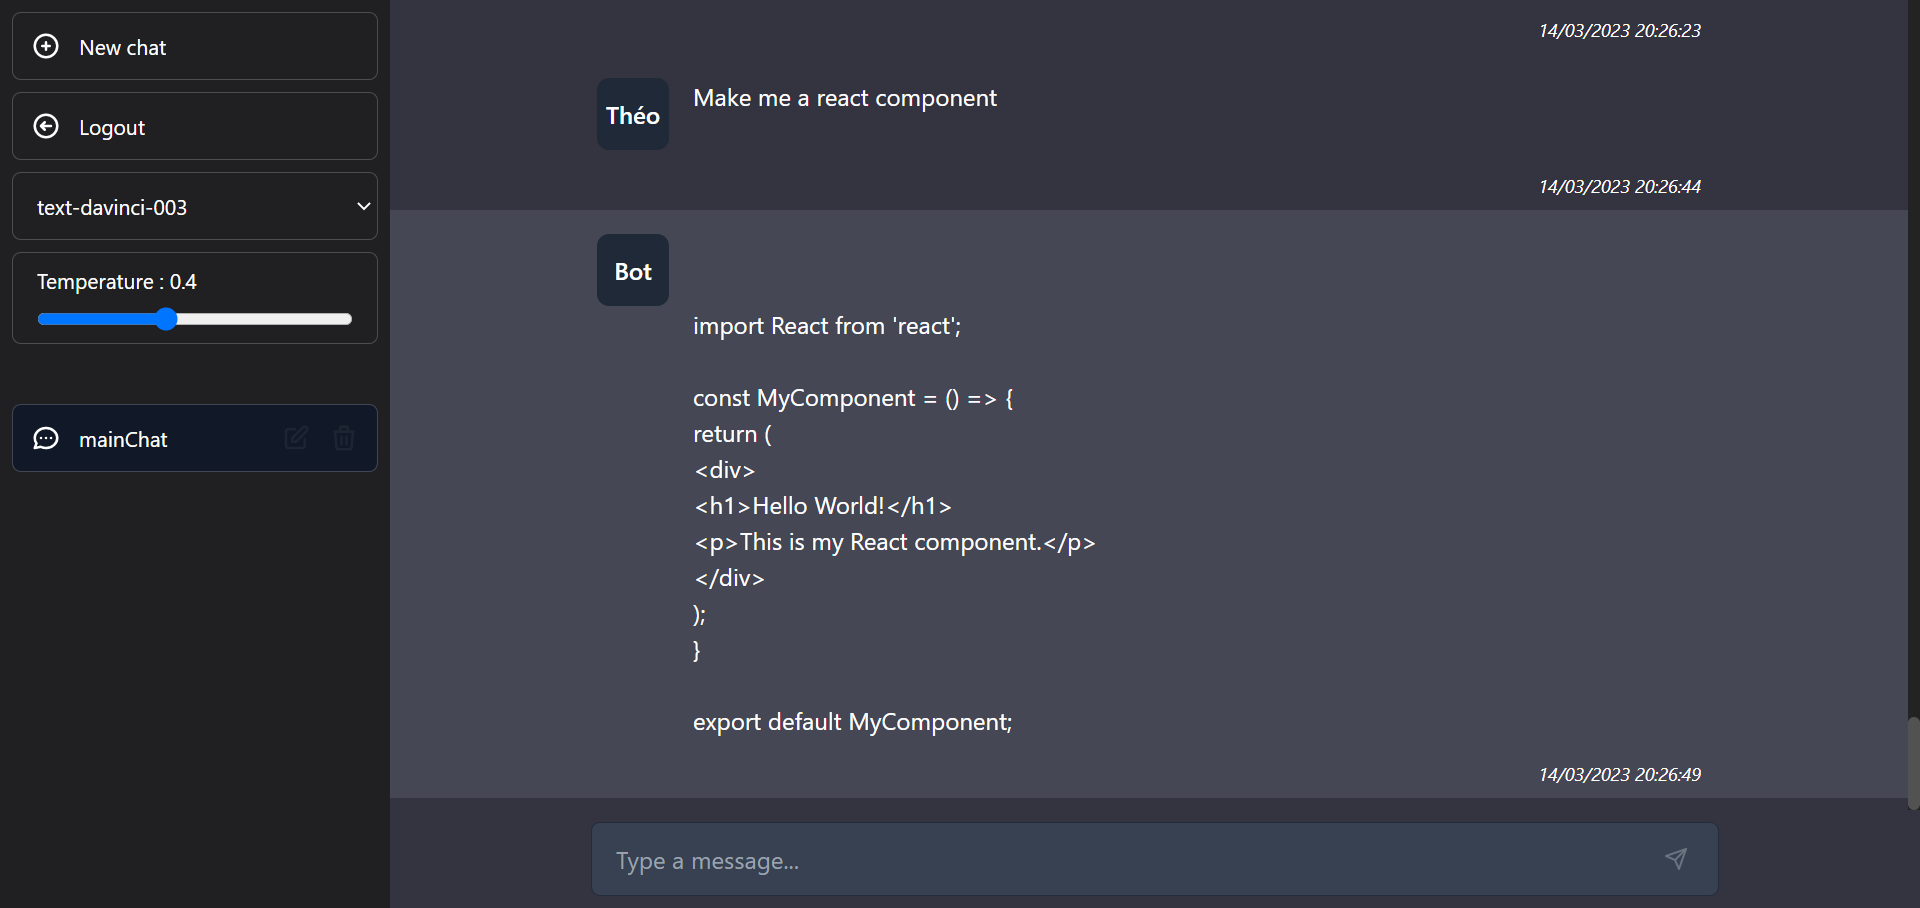 New chat
Logout
text-davinci-003
Temperature : 0.4
mainChat
14/03/2023 20:26:23
Théo
Make me a react component
14/03/2023 20:26:44
Bot
import React from 'react';
const MyComponent = () => {
return (
<div>
<h1>Hello World!</h1>
<p>This is my React component.</p>
</div>
);
}
export default MyComponent;
14/03/2023 20:26:49
Type a message...